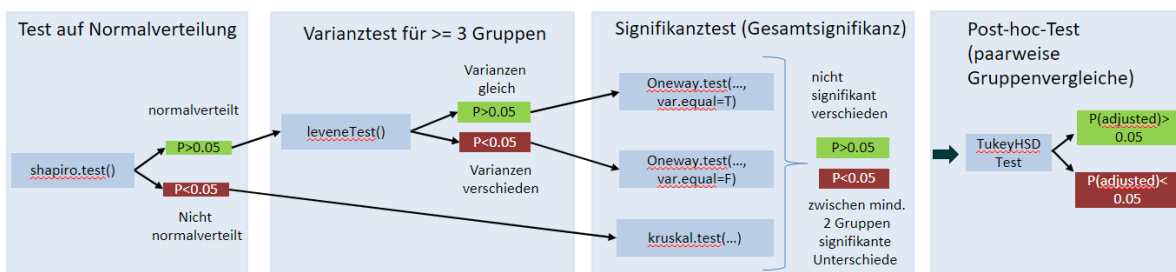 Test auf Normalverteilung
normalverteilt
shapiro.test()
P>0.05
P<0.05
Nicht
normalverteilt
Varianztest für >= 3 Gruppen
leveneTest()
Varianzen
gleich
P>0.05
P<0.05
Varianzen
verschieden
Signifikanztest (Gesamtsignifikanz)
Oneway.test(...,
var.equal=T)
Oneway.test(...,
var.equal=F)
kruskal.test(...)
nicht
signifikant
verschieden
P>0.05
P<0.05
zwischen mind.
2 Gruppen
signifikante
Unterschiede
Post-hoc-Test
(paarweise
Gruppenvergleiche)
TukeyHSD
Test
P(adjusted)>
0.05
P(adjusted)<
0.05